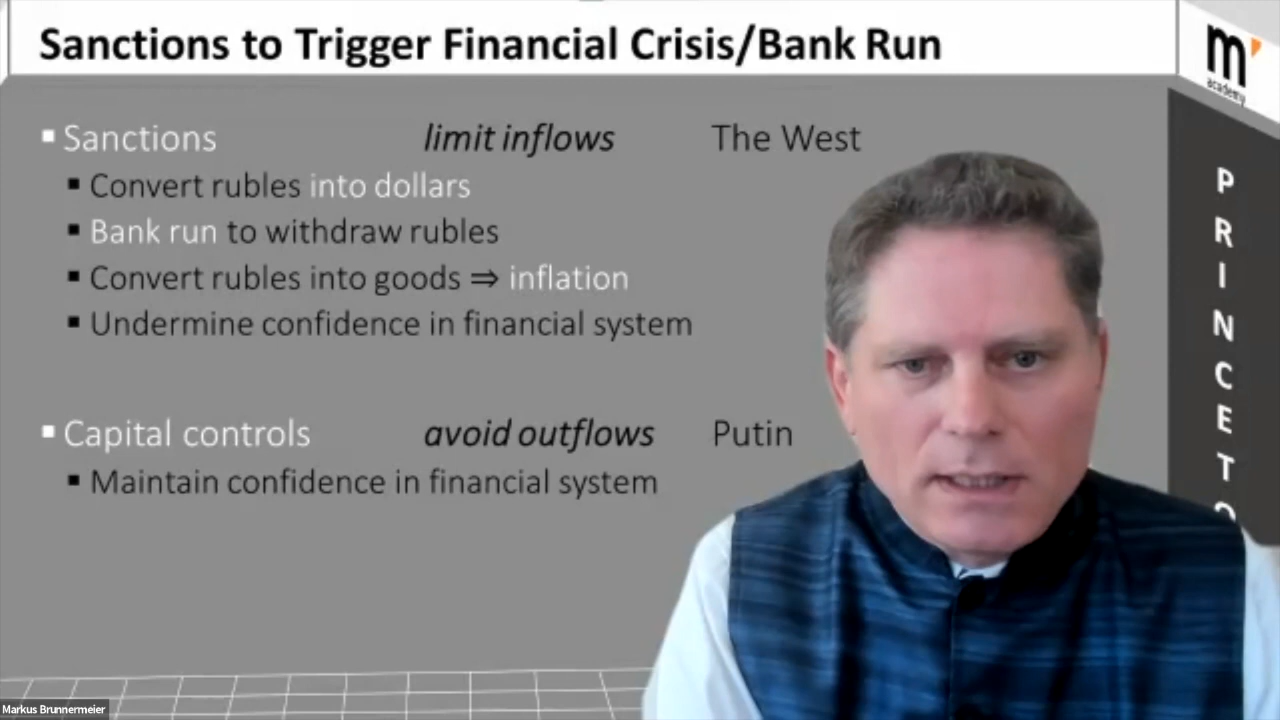 Sanctions to Trigger Financial Crisis/Bank Run
m'
academy
▪ Sanctions limit inflows The West
▪ Convert rubles into dollars
▪ Bank run to withdraw rubles
▪ Convert rubles into goods ⇒ inflation
▪ Undermine confidence in financial system
▪ Capital controls avoid outflows Putin
▪ Maintain confidence in financial system
P
R
I
N
C
E
T
Markus Brunnermeier